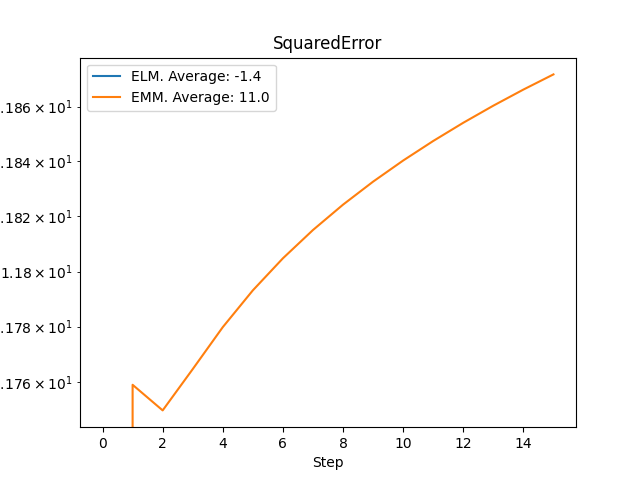 SquaredError
ELM. Average: -1.4
EMM. Average: 11.0
.186 × 10¹
.184 × 10¹
.182 × 10¹
1.18 × 10¹
.178 × 10¹
.176 × 10¹
0 2 4 6 8 10 12 14
Step